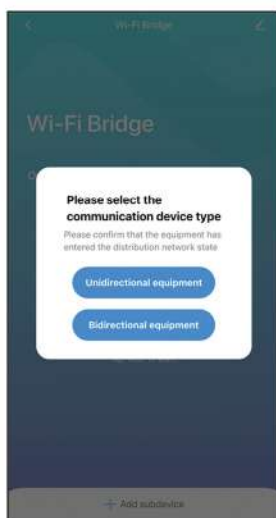 Wi-Fi Bridge
Wi-Fi Bridge
Please select the
communication device type
Please confirm that the equipment has
entered the distribution network state
Unidirectional equipment
Bidirectional equipment
Add subdevice